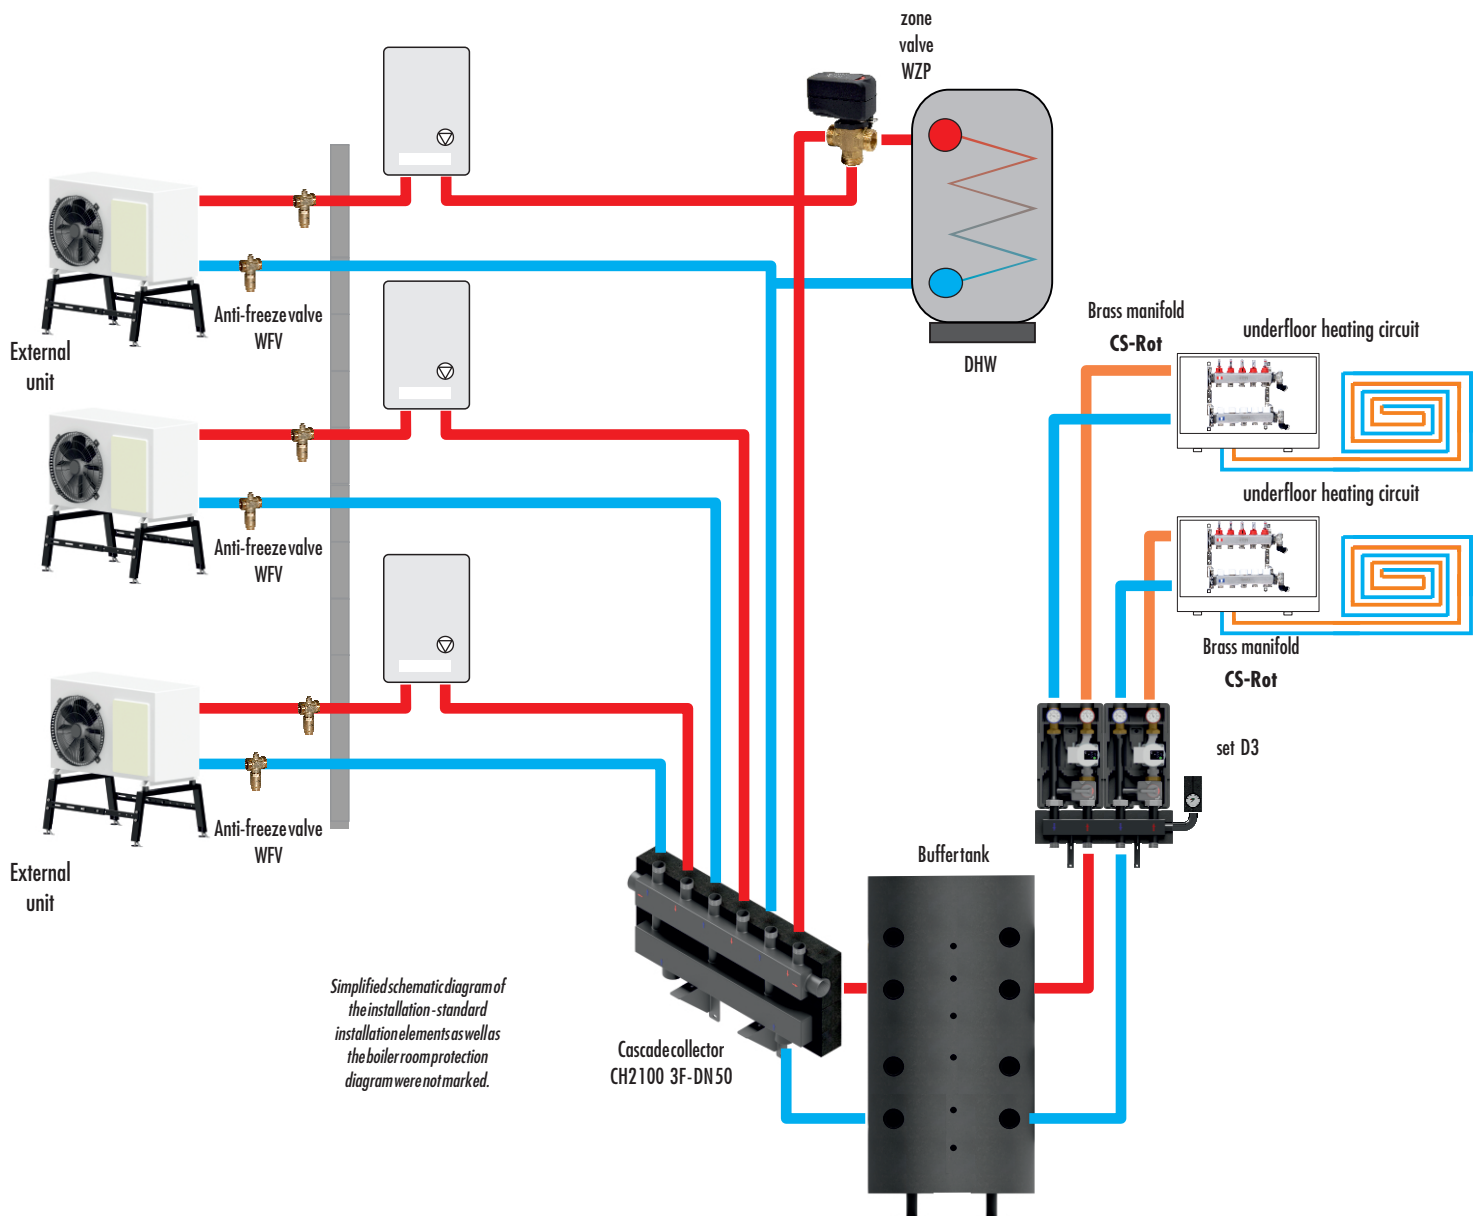 zone
valve
WZP
Anti-freeze valve
WFV
External
unit
DHW
Brass manifold
CS-Rot
underfloor heating circuit
underfloor heating circuit
Anti-freeze valve
WFV
Brass manifold
CS-Rot
set D3
Anti-freeze valve
WFV
External
unit
Buffer tank
Simplified schematic diagram of
the installation - standard
installation elements as well as
the boiler room protection
diagram were not marked.
Cascade collector
CH2100 3F-DN 50